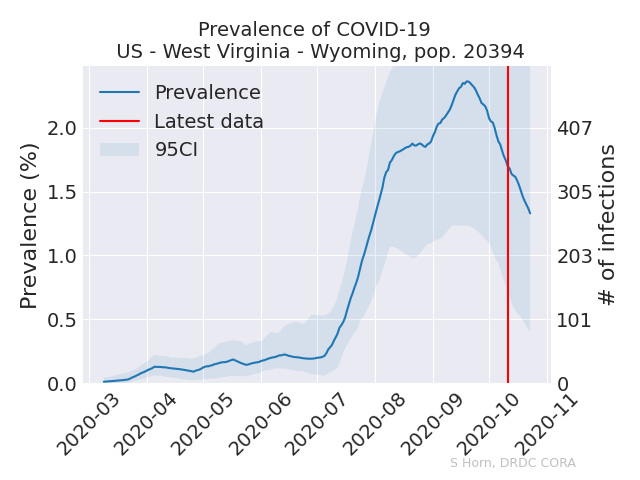 Prevalence of COVID-19
US - West Virginia - Wyoming, pop. 20394
Prevalence
Latest data
95CI
Prevalence (%)
2.0
1.5
1.0
0.5
0.0
# of infections
407
305
203
101
0
2020-03
2020-04
2020-05
2020-06
2020-07
2020-08
2020-09
2020-10
2020-11
S Horn, DRDC CORA